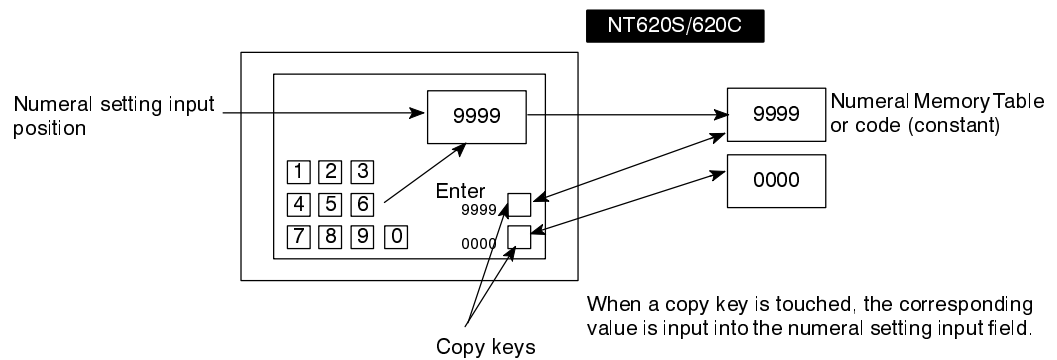 NT620S/620C
Numeral setting input
position
9999
9999
Numeral Memory Table
or code (constant)
0000
1 2 3
4 5 6
7 8 9 0
Enter
9999
0000
Copy keys
When a copy key is touched, the corresponding
value is input into the numeral setting input field.